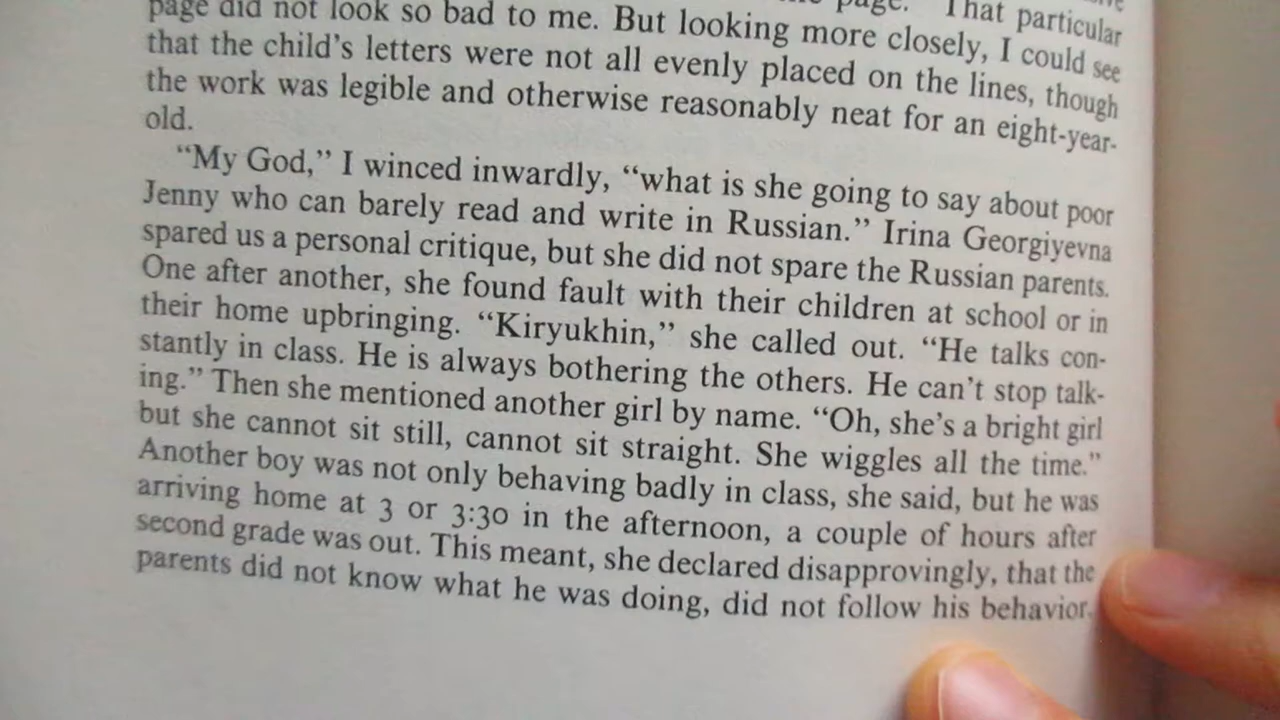 page. That particular
page did not look so bad to me. But looking more closely, I could see
that the child's letters were not all evenly placed on the lines, though
the work was legible and otherwise reasonably neat for an eight-year-
old.
“My God,” I winced inwardly, “what is she going to say about poor
Jenny who can barely read and write in Russian.” Irina Georgiyevna
spared us a personal critique, but she did not spare the Russian parents.
One after another, she found fault with their children at school or in
their home upbringing. “Kiryukhin,” she called out. “He talks con-
stantly in class. He is always bothering the others. He can't stop talk-
ing.” Then she mentioned another girl by name. “Oh, she's a bright girl
but she cannot sit still, cannot sit straight. She wiggles all the time.”
Another boy was not only behaving badly in class, she said, but he was
arriving home at 3 or 3:30 in the afternoon, a couple of hours after
second grade was out. This meant, she declared disapprovingly, that the
parents did not know what he was doing, did not follow his behavior.